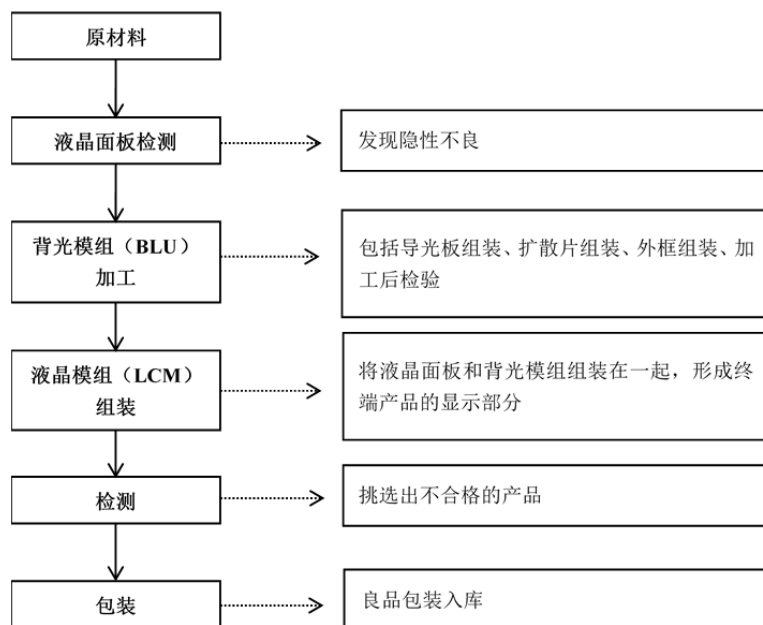 原材料
液晶面板检测
发现隐性不良
背光模组（BLU）
加工
包括导光板组装、扩散片组装、外框组装、加
工后检验
液晶模组（LCM）
组装
将液晶面板和背光模组组装在一起，形成终
端产品的显示部分
检测
挑选出不合格的产品
包装
良品包装入库